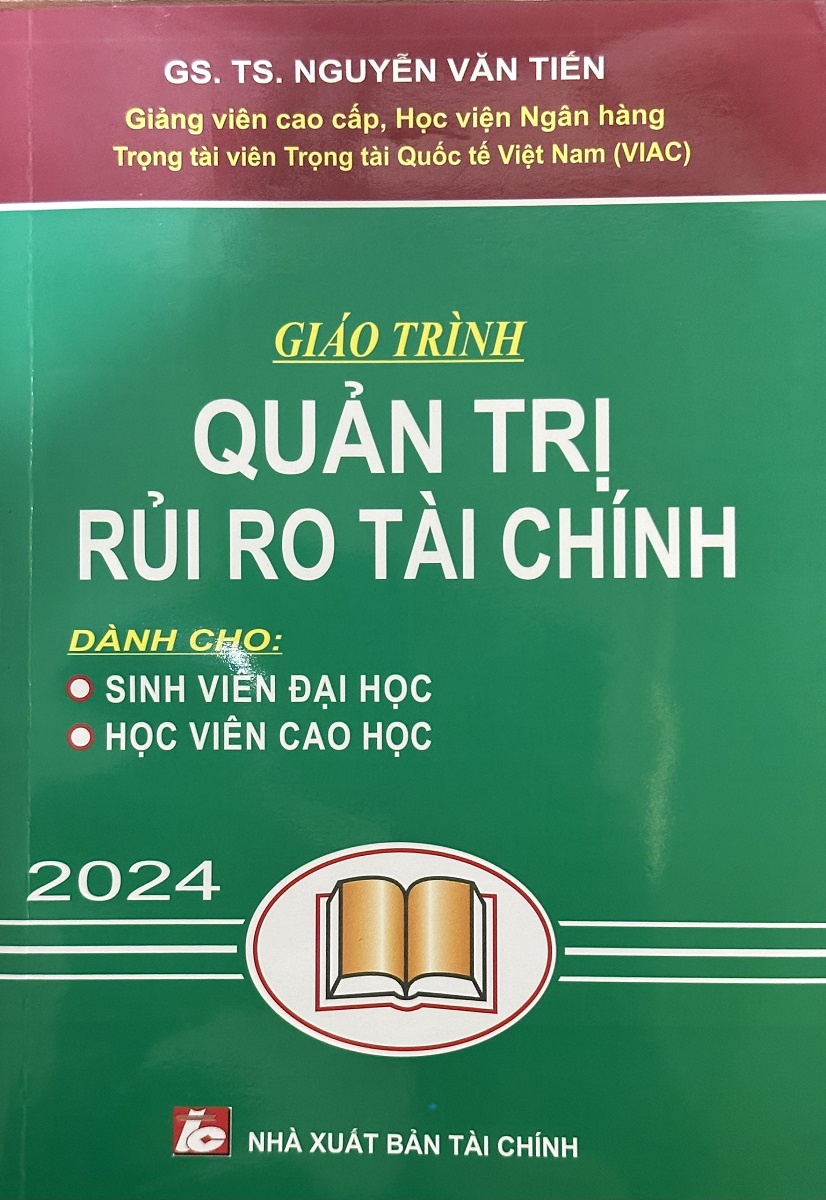 GS. TS. NGUYỄN VĂN TIẾN
Giảng viên cao cấp, Học viện Ngân hàng
Trọng tài viên Trọng tài Quốc tế Việt Nam (VIAC)
GIÁO TRÌNH
QUẢN TRỊ
RỦI RO TÀI CHÍNH
DÀNH CHO:
SINH VIÊN ĐẠI HỌC
HỌC VIÊN CAO HỌC
2024
tc
NHÀ XUẤT BẢN TÀI CHÍNH